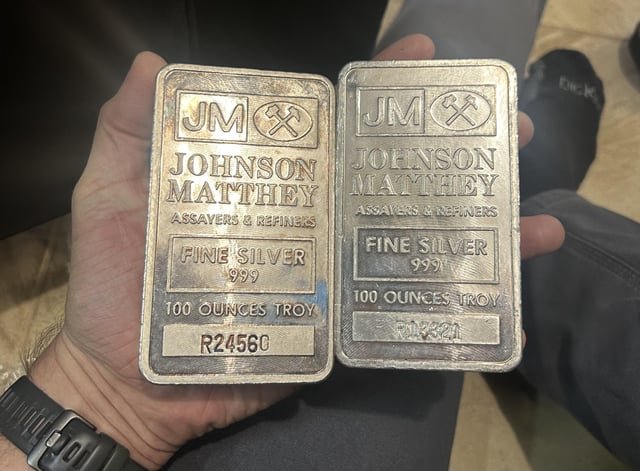 JM
JOHNSON
MATTHEY
ASSAYERS & REFINERS
FINE SILVER
999
100 OUNCES TROY
R24560
JM
JOHNSON
MATTHEY
ASSAYERS & REFINERS
FINE SILVER
999
100 OUNCES TROY